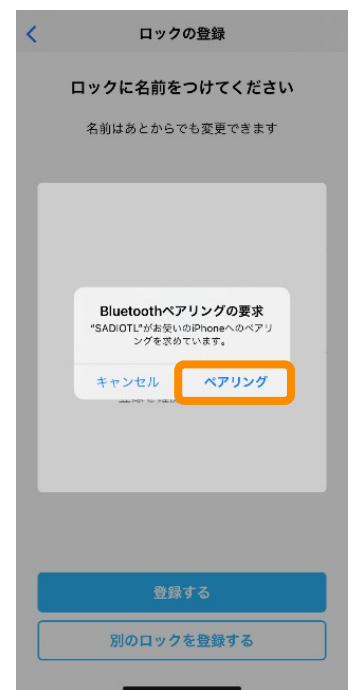 ロックの登録
ロックに名前をつけてください
名前はあとからでも変更できます
Bluetoothペアリングの要求
"SADIOTL"がお使いのiPhoneへのペアリ
ングを求めています。
キャンセル
ペアリング
登録する
別のロックを登録する